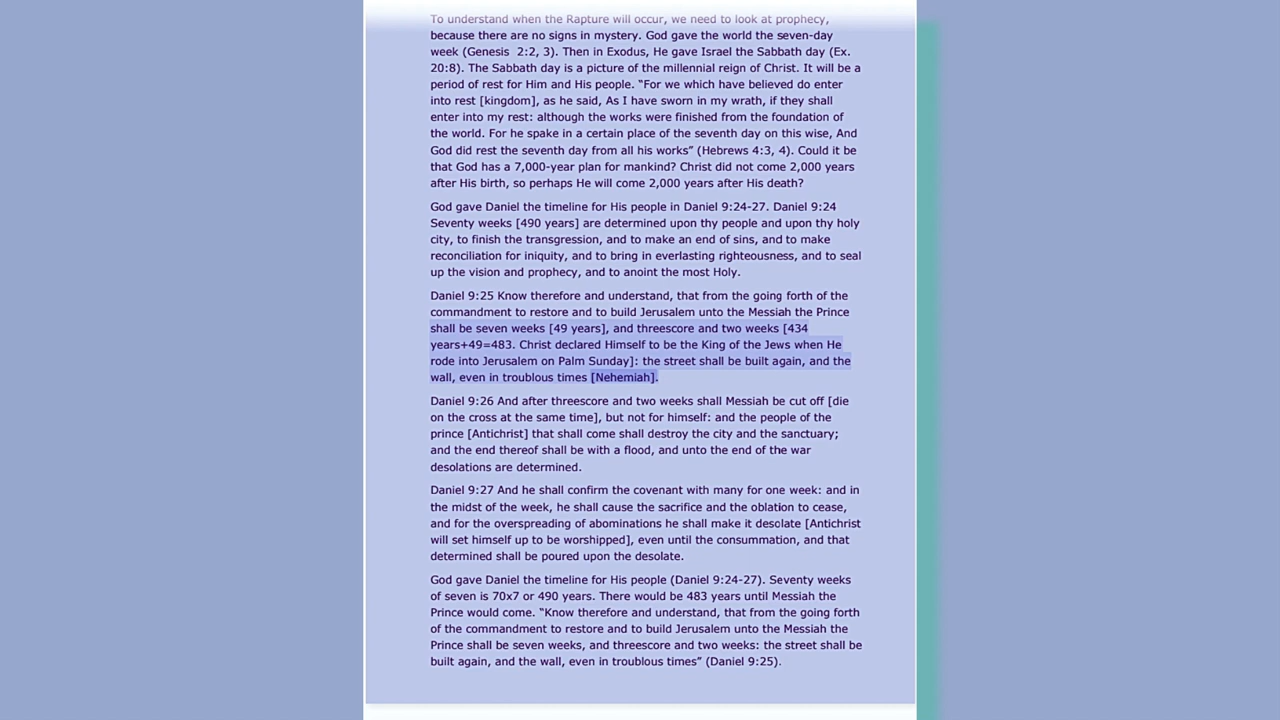 To understand when the Rapture will occur, we need to look at prophecy,
because there are no signs in mystery. God gave the world the seven-day
week (Genesis  2:2, 3). Then in Exodus, He gave Israel the Sabbath day (Ex.
20:8). The Sabbath day is a picture of the millennial reign of Christ. It will be a
period of rest for Him and His people. “For we which have believed do enter
into rest [kingdom], as he said, As I have sworn in my wrath, if they shall
enter into my rest: although the works were finished from the foundation of
the world. For he spake in a certain place of the seventh day on this wise, And
God did rest the seventh day from all his works” (Hebrews 4:3, 4). Could it be
that God has a 7,000-year plan for mankind? Christ did not come 2,000 years
after His birth, so perhaps He will come 2,000 years after His death?
God gave Daniel the timeline for His people in Daniel 9:24-27. Daniel 9:24
Seventy weeks [490 years] are determined upon thy people and upon thy holy
city, to finish the transgression, and to make an end of sins, and to make
reconciliation for iniquity, and to bring in everlasting righteousness, and to seal
up the vision and prophecy, and to anoint the most Holy.
Daniel 9:25 Know therefore and understand, that from the going forth of the
commandment to restore and to build Jerusalem unto the Messiah the Prince
shall be seven weeks [49 years], and threescore and two weeks [434
years+49=483. Christ declared Himself to be the King of the Jews when He
rode into Jerusalem on Palm Sunday]: the street shall be built again, and the
wall, even in troublous times [Nehemiah].
Daniel 9:26 And after threescore and two weeks shall Messiah be cut off [die
on the cross at the same time], but not for himself: and the people of the
prince [Antichrist] that shall come shall destroy the city and the sanctuary;
and the end thereof shall be with a flood, and unto the end of the war
desolations are determined.
Daniel 9:27 And he shall confirm the covenant with many for one week: and in
the midst of the week, he shall cause the sacrifice and the oblation to cease,
and for the overspreading of abominations he shall make it desolate [Antichrist
will set himself up to be worshipped], even until the consummation, and that
determined shall be poured upon the desolate.
God gave Daniel the timeline for His people (Daniel 9:24-27). Seventy weeks
of seven is 70x7 or 490 years. There would be 483 years until Messiah the
Prince would come. “Know therefore and understand, that from the going forth
of the commandment to restore and to build Jerusalem unto the Messiah the
Prince shall be seven weeks, and threescore and two weeks: the street shall be
built again, and the wall, even in troublous times” (Daniel 9:25).